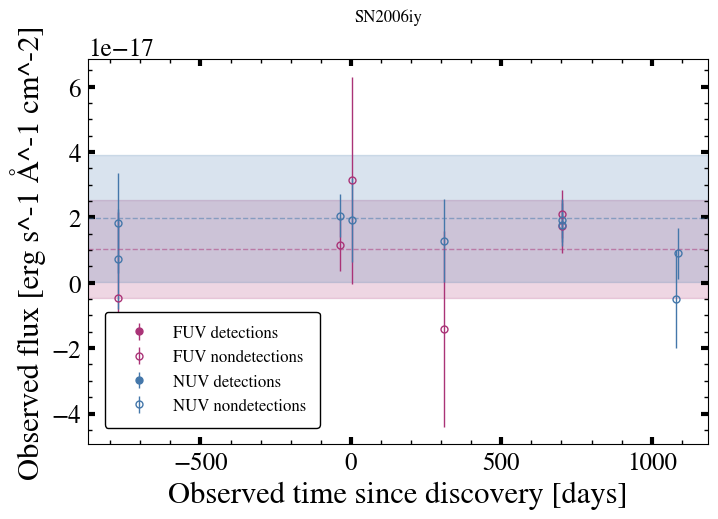 SN2006iy
1e−17
6
4
2
0
−2
−4
Observed flux [erg s^-1 Å^-1 cm^-2]
FUV detections
FUV nondetections
NUV detections
NUV nondetections
−500
0
500
1000
Observed time since discovery [days]